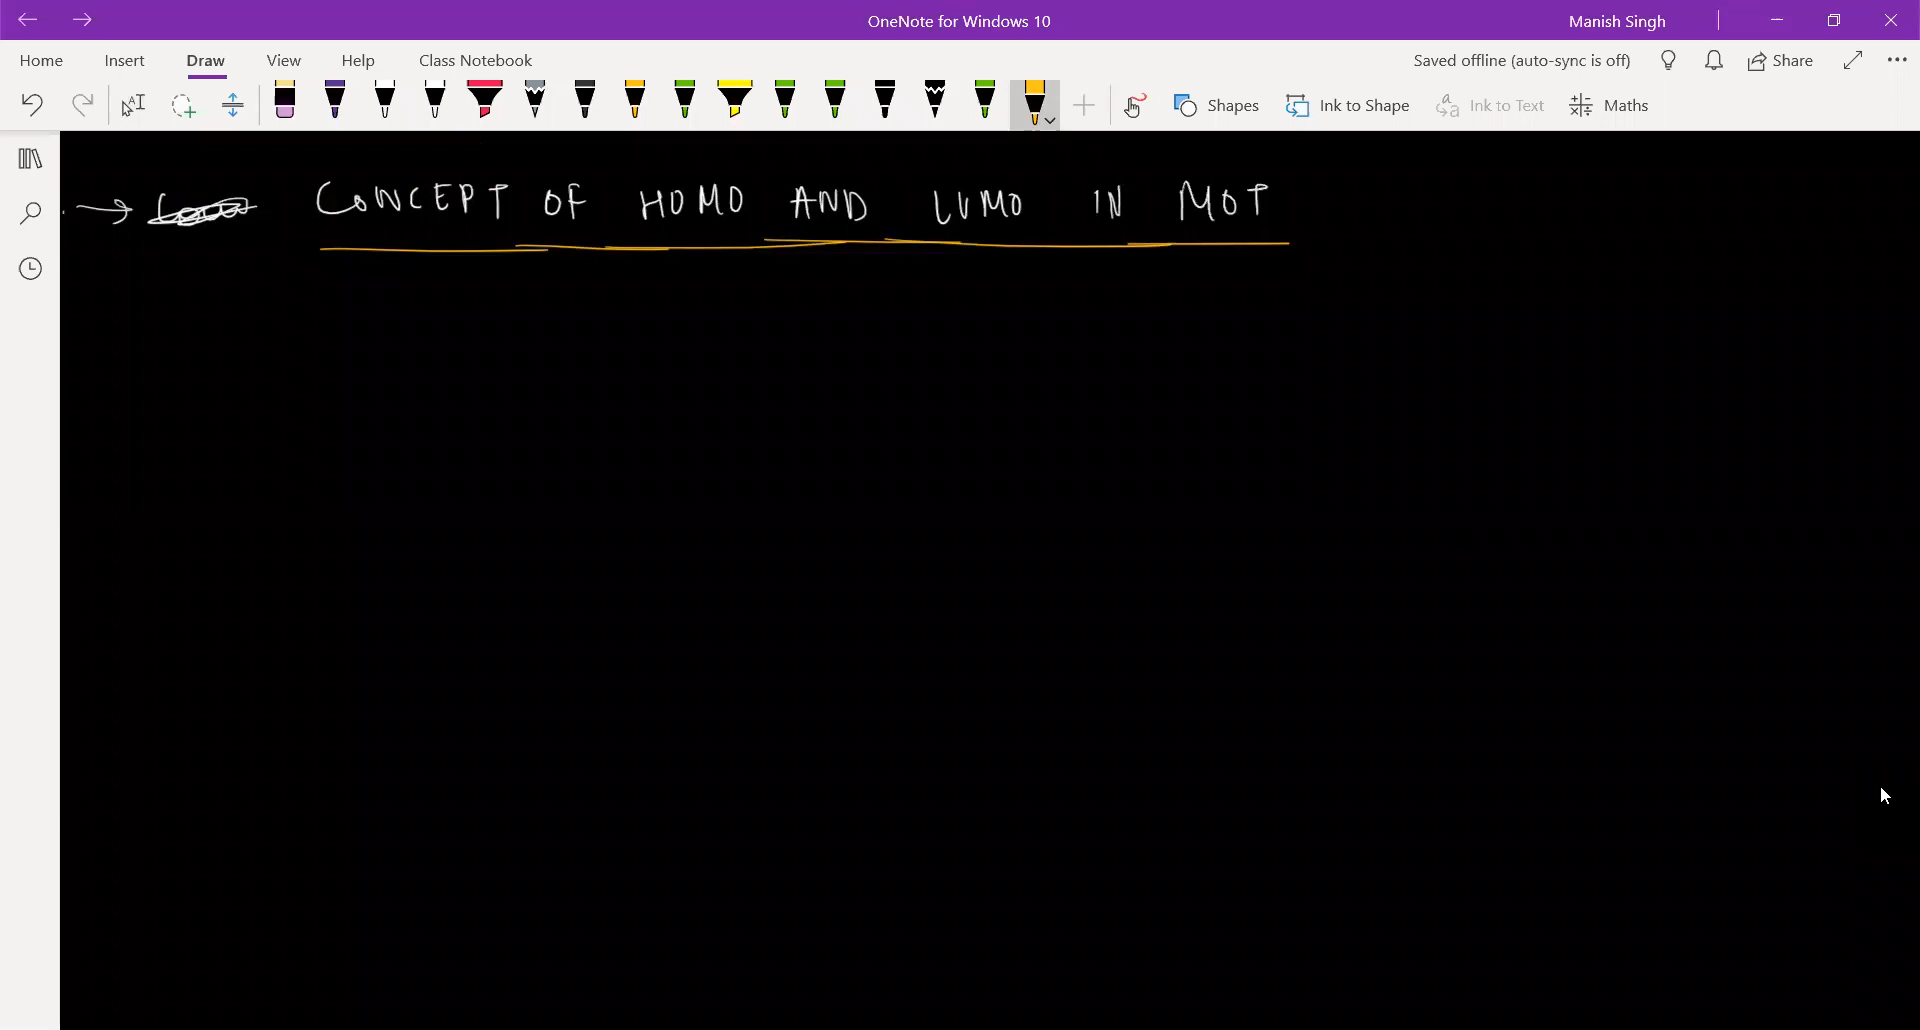 OneNote for Windows 10 Manish Singh
Home Insert Draw View Help Class Notebook Saved offline (auto-sync is off) Share
Shapes Ink to Shape Ink to Text Maths
CONCEPT OF HOMO AND LUMO IN MOT